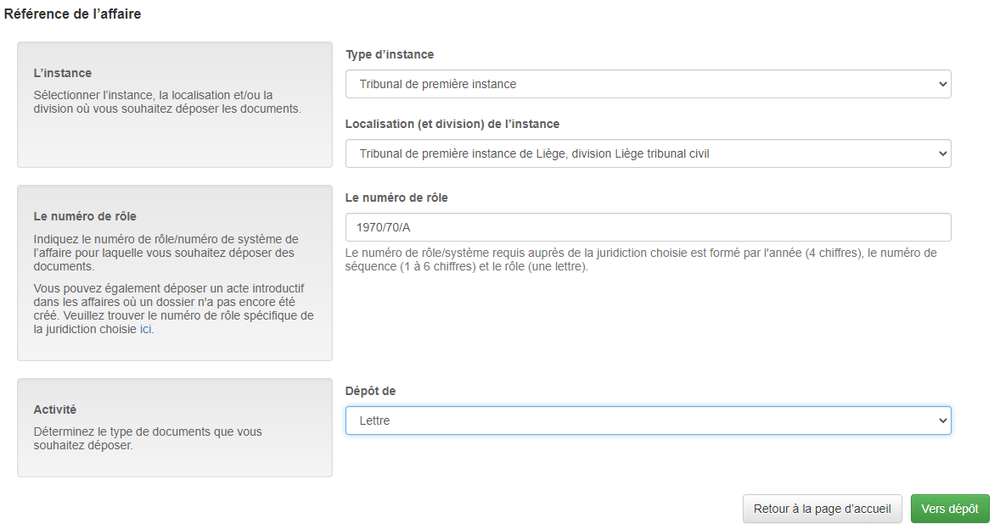 Référence de l’affaire
L’instance
Sélectionner l’instance, la localisation et/ou la
division où vous souhaitez déposer les documents.
Type d’instance
Tribunal de première instance
Localisation (et division) de l’instance
Tribunal de première instance de Liège, division Liège tribunal civil
Le numéro de rôle
Indiquez le numéro de rôle/numéro de système de
l’affaire pour laquelle vous souhaitez déposer des
documents.
Vous pouvez également déposer un acte introductif
dans les affaires où un dossier n'a pas encore été
créé. Veuillez trouver le numéro de rôle spécifique de
la juridiction choisie ici.
Le numéro de rôle
1970/70/A
Le numéro de rôle/système requis auprès de la juridiction choisie est formé par l'année (4 chiffres), le numéro de
séquence (1 à 6 chiffres) et le rôle (une lettre).
Activité
Déterminez le type de documents que vous
souhaitez déposer.
Dépôt de
Lettre
Retour à la page d’accueil
Vers dépôt